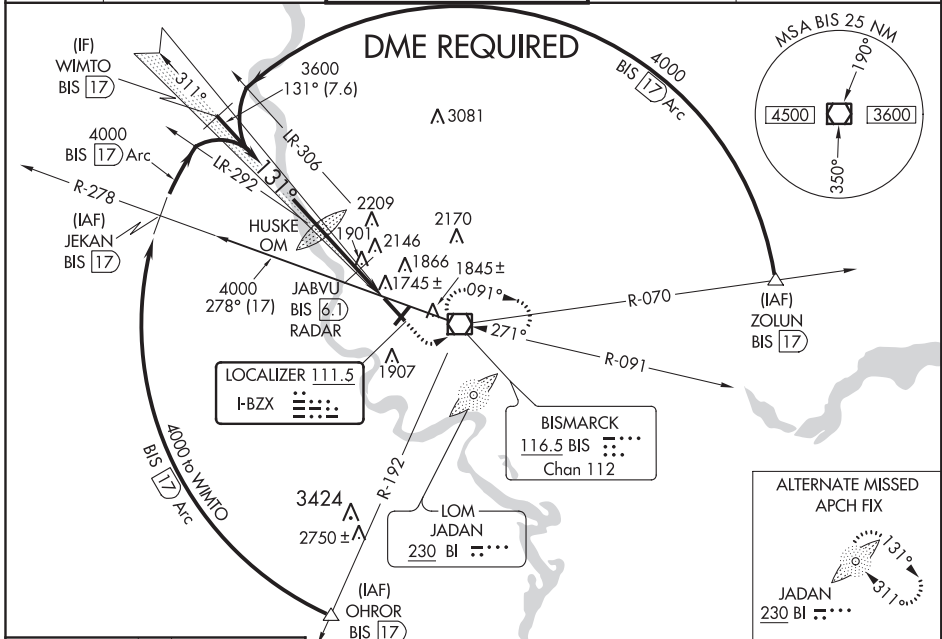 DME REQUIRED
(IF)
WIMTO
BIS 17
311°
3600
131° (7.6)
4000
BIS 17 Arc
MSA BIS 25 NM
190°
4500
3600
350°
3081
4000
BIS 17 Arc
LR-306
LR-292
131°
R-278
(IAF)
JEKAN
BIS 17
HUSKE
OM
2209
1901
2146
2170
1866
1745±
1845±
4000
278° (17)
JABVU
BIS 6.1
RADAR
091°
271°
R-070
(IAF)
ZOLUN
BIS 17
R-091
1907
LOCALIZER 111.5
I-BZX
BISMARCK
116.5 BIS
Chan 112
4000 to WIMTO
BIS 17 Arc
R-192
3424
2750±
LOM
JADAN
230 BI
(IAF)
OHROR
BIS 17
ALTERNATE MISSED
APCH FIX
131°
311°
JADAN
230 BI